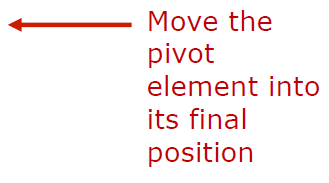 Move the
pivot
element into
its final
position